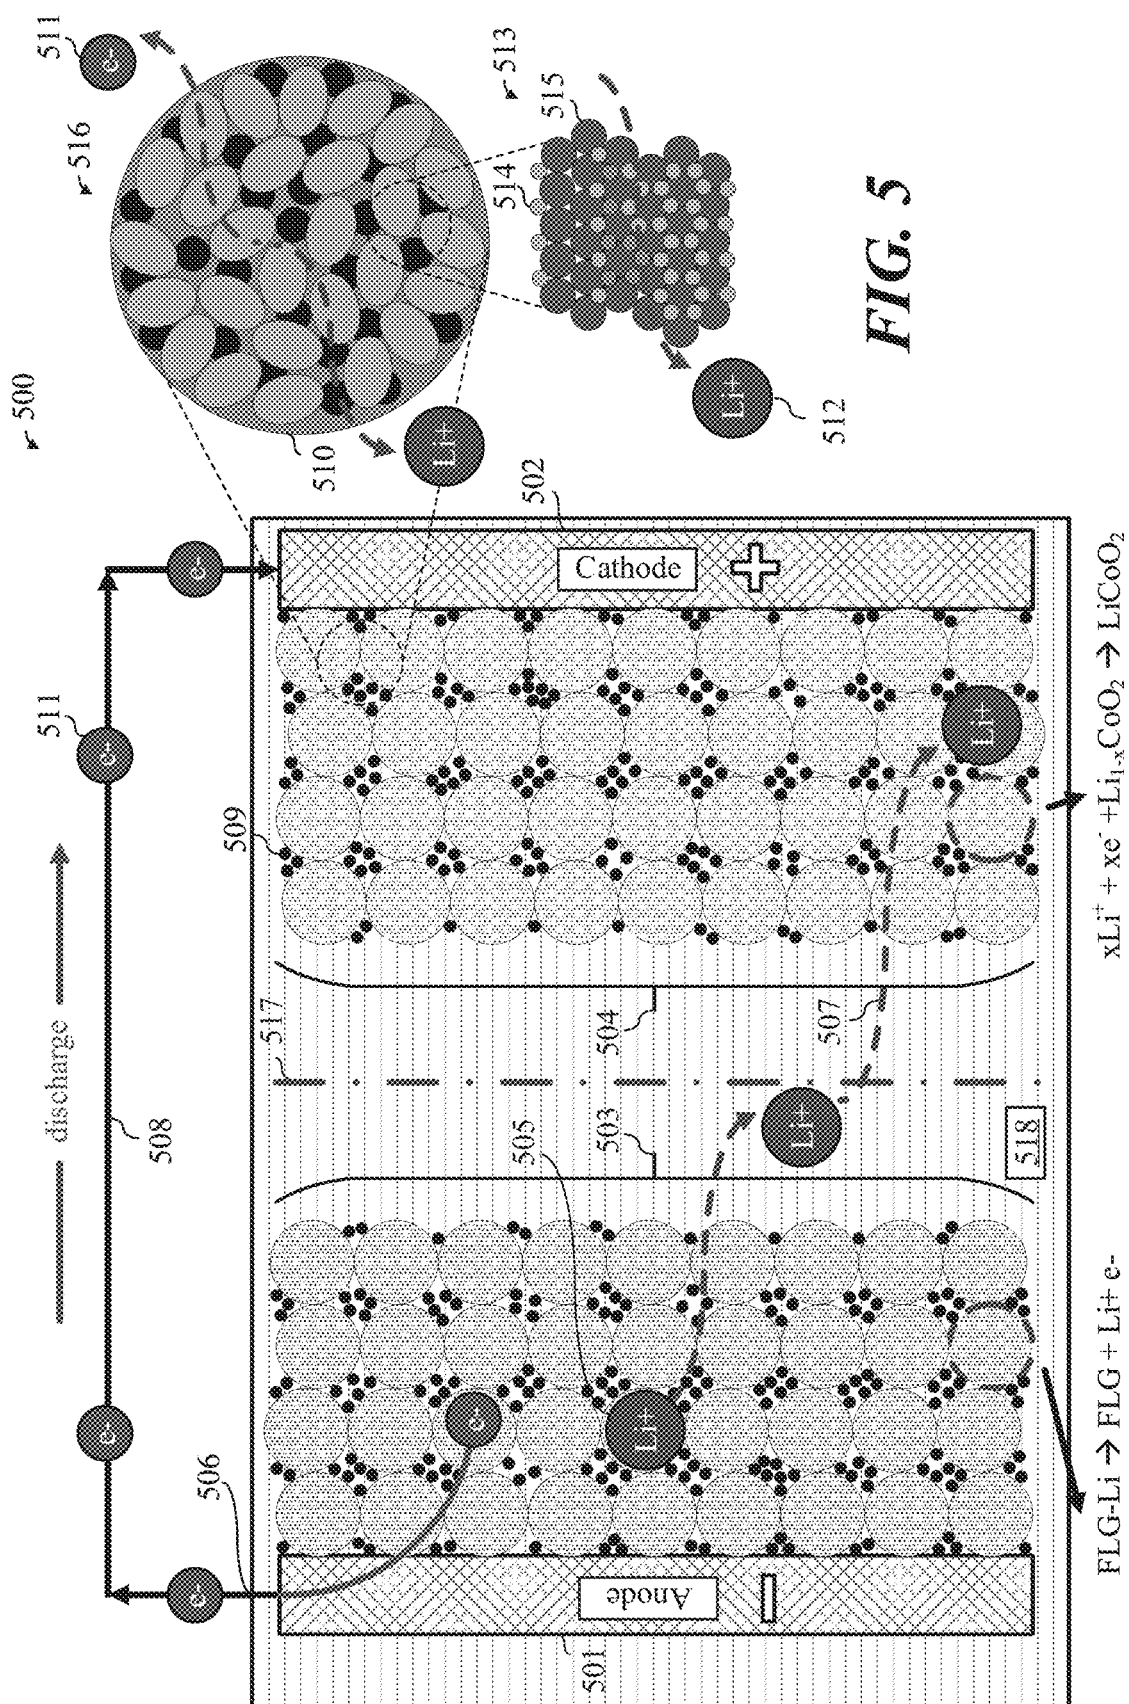 500
discharge
511
511
516
508
506
509
517
510
Li+
513
514
505
502
515
501
503
504
Cathode
Anode
Li+
Li+
512
Li+
507
FIG. 5
Li+
518
FLG-Li → FLG + Li+ e-
xLi⁺ + xe⁻ +Li₁₋ₓCoO₂ → LiCoO₂